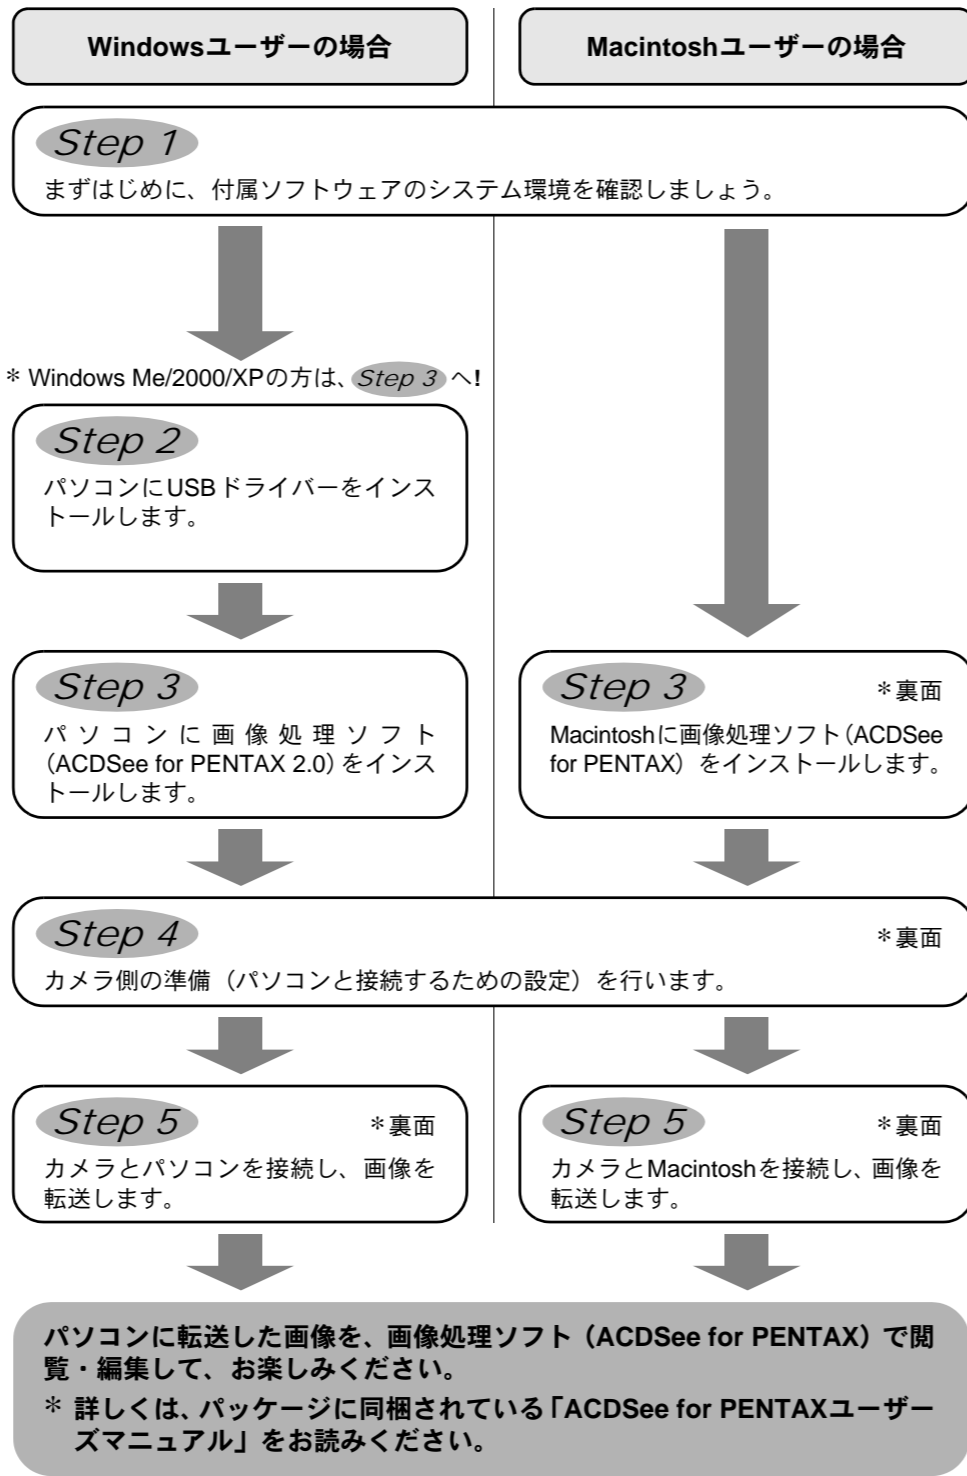 Windowsユーザーの場合
Macintoshユーザーの場合
Step 1
まずはじめに、付属ソフトウェアのシステム環境を確認しましょう。
* Windows Me/2000/XPの方は、Step 3 へ!
Step 2
パソコンにUSBドライバーをインス
トールします。
Step 3
パソコンに画像処理ソフト
(ACDSee for PENTAX 2.0)をインス
トールします。
Step 3
*裏面
Macintoshに画像処理ソフト(ACDSee
for PENTAX)をインストールします。
Step 4
*裏面
カメラ側の準備(パソコンと接続するための設定)を行います。
Step 5
*裏面
カメラとパソコンを接続し、画像を
転送します。
Step 5
*裏面
カメラとMacintoshを接続し、画像を
転送します。
パソコンに転送した画像を、画像処理ソフト(ACDSee for PENTAX)で閲
覧・編集して、お楽しみください。
* 詳しくは、パッケージに同梱されている「ACDSee for PENTAXユーザー
ズマニュアル」をお読みください。